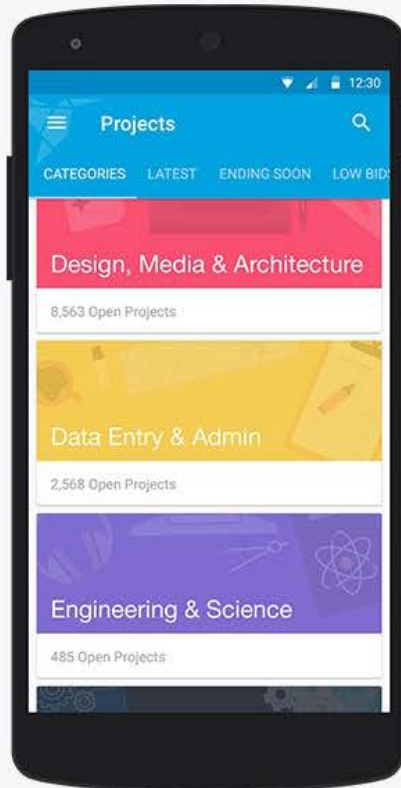 12:30
Projects
CATEGORIES LATEST ENDING SOON LOW BIDS
Design, Media & Architecture
8,563 Open Projects
Data Entry & Admin
2,568 Open Projects
Engineering & Science
485 Open Projects